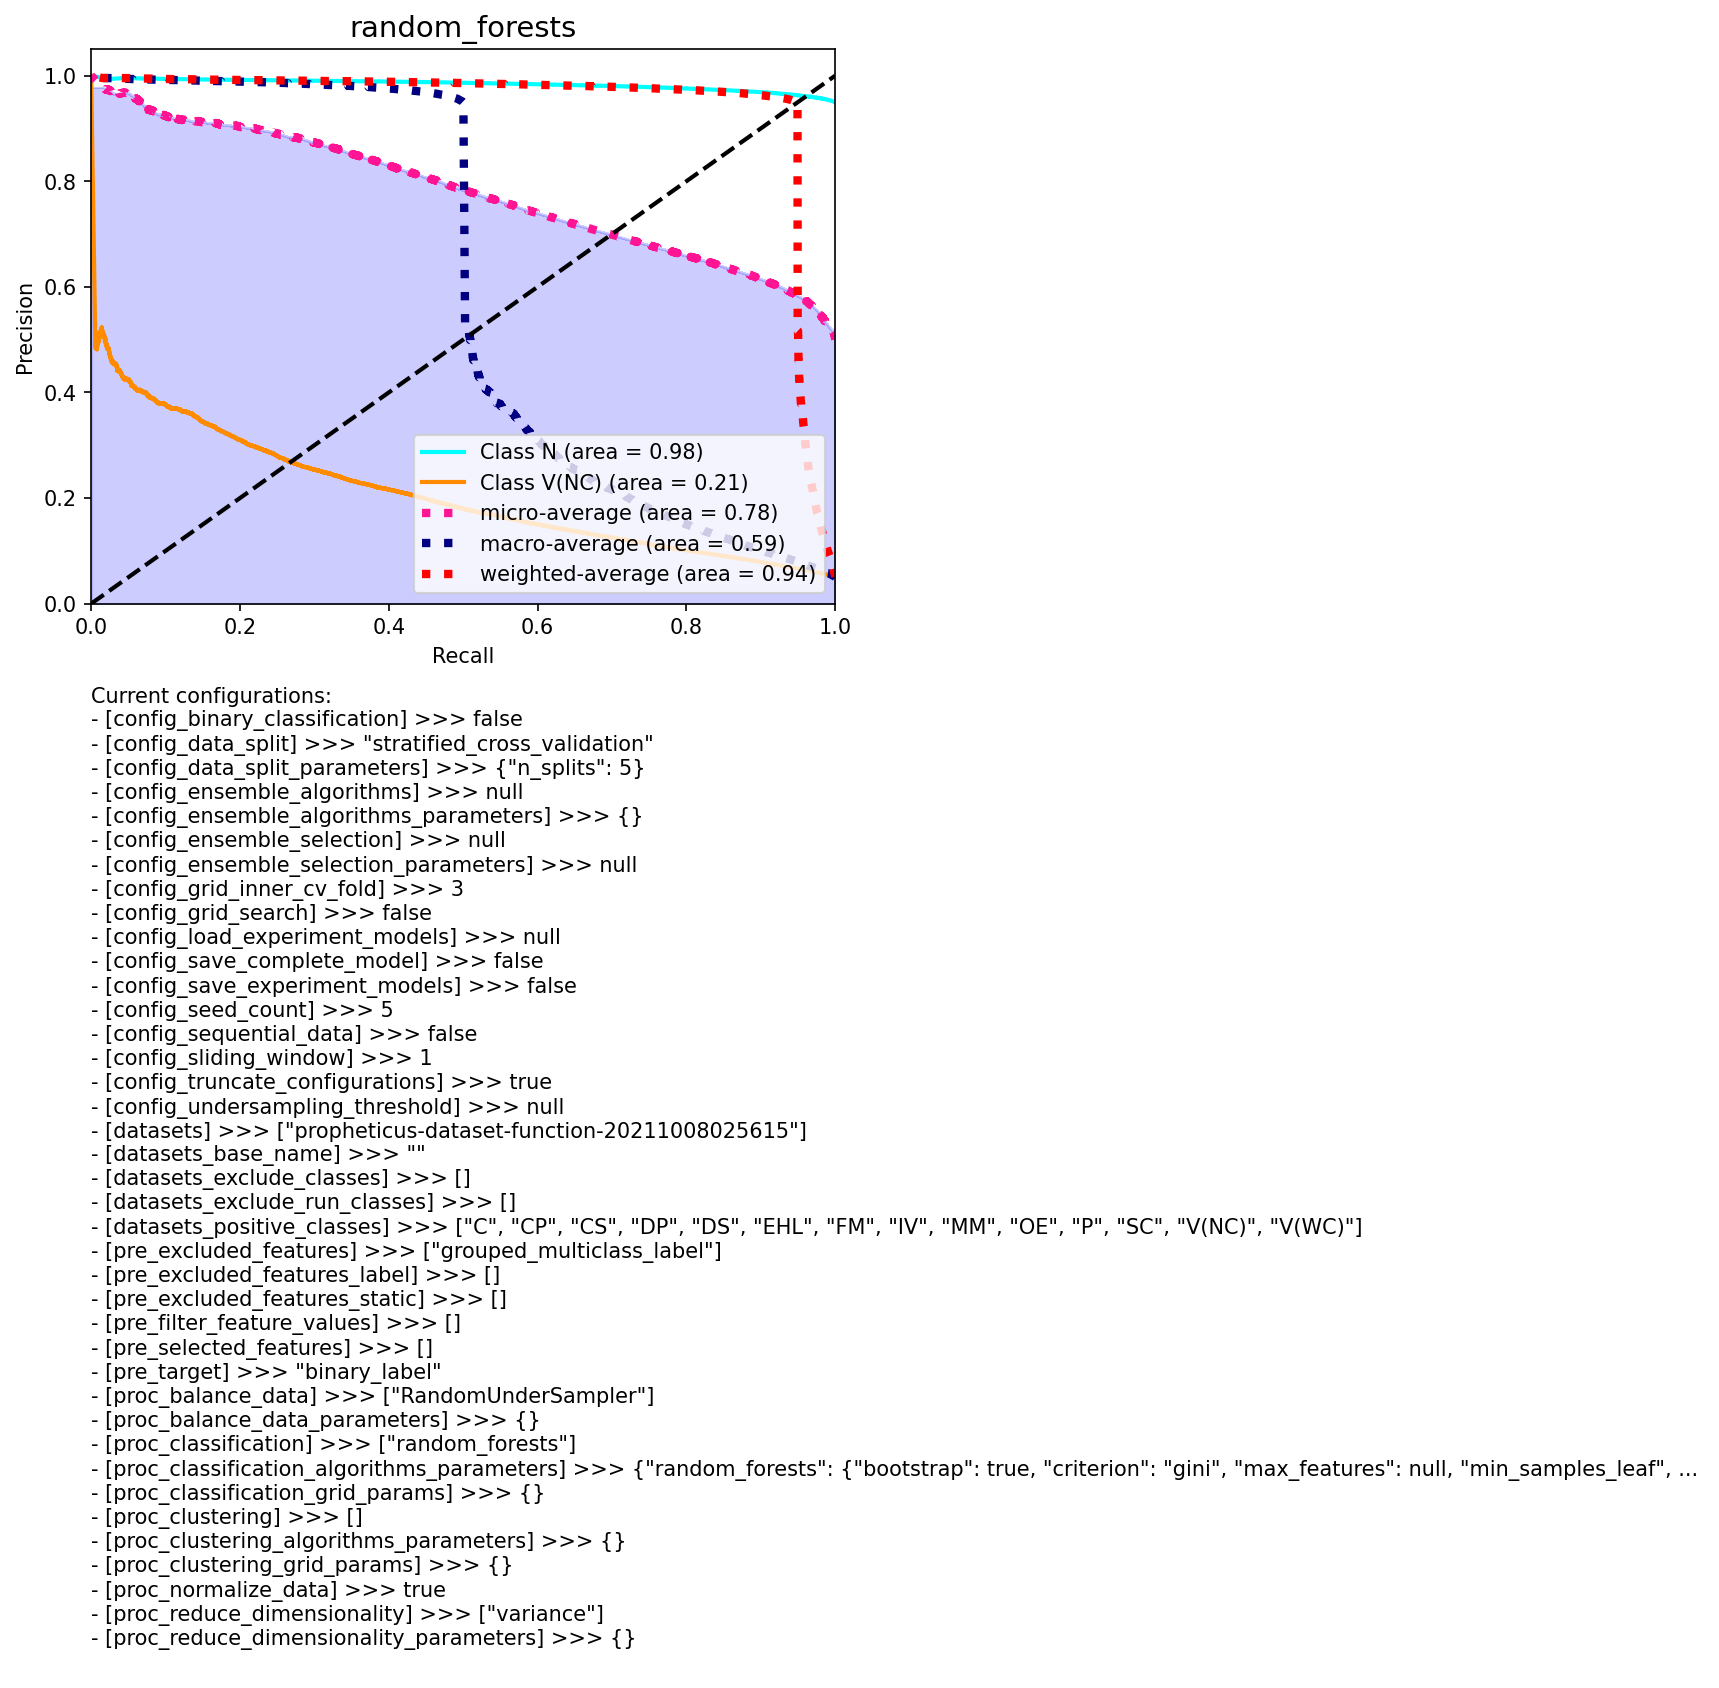 random_forests
1.0
0.8
0.6
0.4
0.2
0.0
Precision
Class N (area = 0.98)
Class V(NC) (area = 0.21)
micro-average (area = 0.78)
macro-average (area = 0.59)
weighted-average (area = 0.94)
0.0 0.2 0.4 0.6 0.8 1.0
Recall
Current configurations:
- [config_binary_classification] >>> false
- [config_data_split] >>> "stratified_cross_validation"
- [config_data_split_parameters] >>> {"n_splits": 5}
- [config_ensemble_algorithms] >>> null
- [config_ensemble_algorithms_parameters] >>> {}
- [config_ensemble_selection] >>> null
- [config_ensemble_selection_parameters] >>> null
- [config_grid_inner_cv_fold] >>> 3
- [config_grid_search] >>> false
- [config_load_experiment_models] >>> null
- [config_save_complete_model] >>> false
- [config_save_experiment_models] >>> false
- [config_seed_count] >>> 5
- [config_sequential_data] >>> false
- [config_sliding_window] >>> 1
- [config_truncate_configurations] >>> true
- [config_undersampling_threshold] >>> null
- [datasets] >>> ["propheticus-dataset-function-20211008025615"]
- [datasets_base_name] >>> ""
- [datasets_exclude_classes] >>> []
- [datasets_exclude_run_classes] >>> []
- [datasets_positive_classes] >>> ["C", "CP", "CS", "DP", "DS", "EHL", "FM", "IV", "MM", "OE", "P", "SC", "V(NC)", "V(WC)"]
- [pre_excluded_features] >>> ["grouped_multiclass_label"]
- [pre_excluded_features_label] >>> []
- [pre_excluded_features_static] >>> []
- [pre_filter_feature_values] >>> []
- [pre_selected_features] >>> []
- [pre_target] >>> "binary_label"
- [proc_balance_data] >>> ["RandomUnderSampler"]
- [proc_balance_data_parameters] >>> {}
- [proc_classification] >>> ["random_forests"]
- [proc_classification_algorithms_parameters] >>> {"random_forests": {"bootstrap": true, "criterion": "gini", "max_features": null, "min_samples_leaf", ...
- [proc_classification_grid_params] >>> {}
- [proc_clustering] >>> []
- [proc_clustering_algorithms_parameters] >>> {}
- [proc_clustering_grid_params] >>> {}
- [proc_normalize_data] >>> true
- [proc_reduce_dimensionality] >>> ["variance"]
- [proc_reduce_dimensionality_parameters] >>> {}